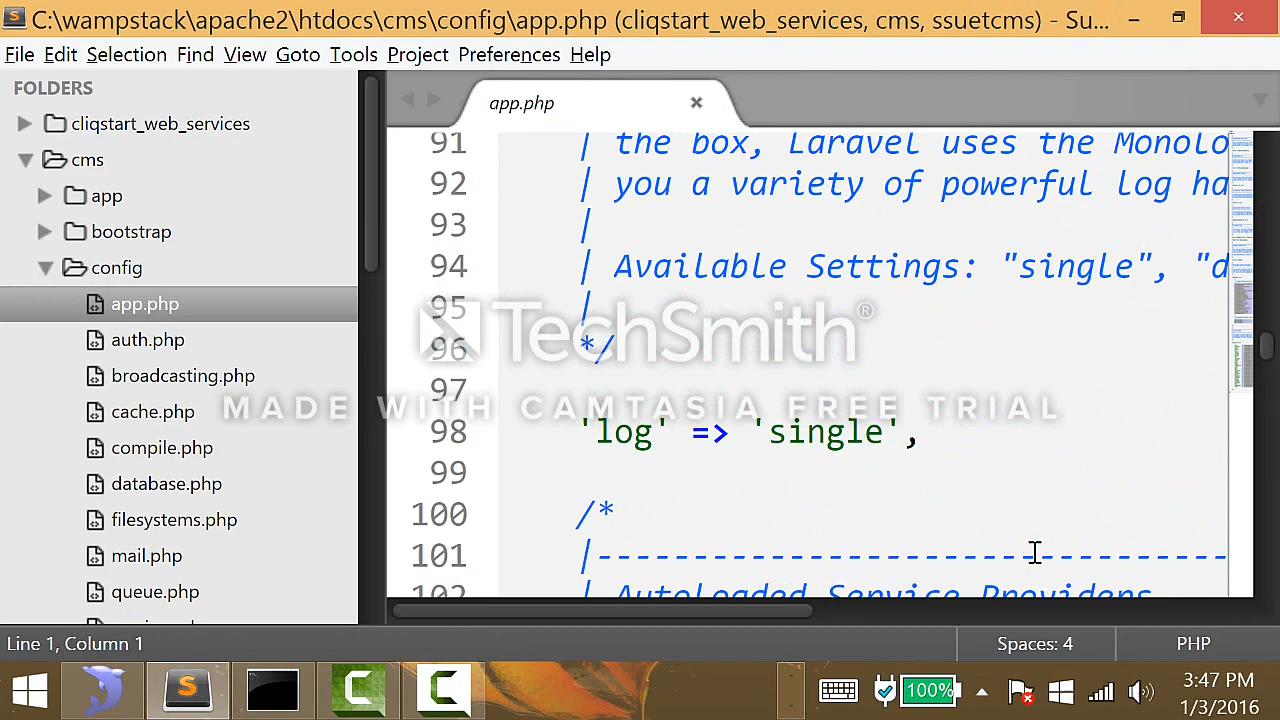 C:\wampstack\apache2\htdocs\cms\config\app.php (cliqstart_web_services, cms, ssuetcms) - Su...
File Edit Selection Find View Goto Tools Project Preferences Help
FOLDERS
cliqstart_web_services
cms
app
bootstrap
config
app.php
auth.php
broadcasting.php
cache.php
compile.php
database.php
filesystems.php
mail.php
queue.php
app.php
91 | the box, Laravel uses the Monolo
92 | you a variety of powerful log ha
93 |
94 | Available Settings: "single", "d
95 |
96 */
97
98 'log' => 'single',
99
100 /*
101 |---------------------------------
102 | Autoloaded Service Providers
TechSmith®
MADE WITH CAMTASIA FREE TRIAL
Line 1, Column 1
Spaces: 4
PHP
100%
3:47 PM
1/3/2016